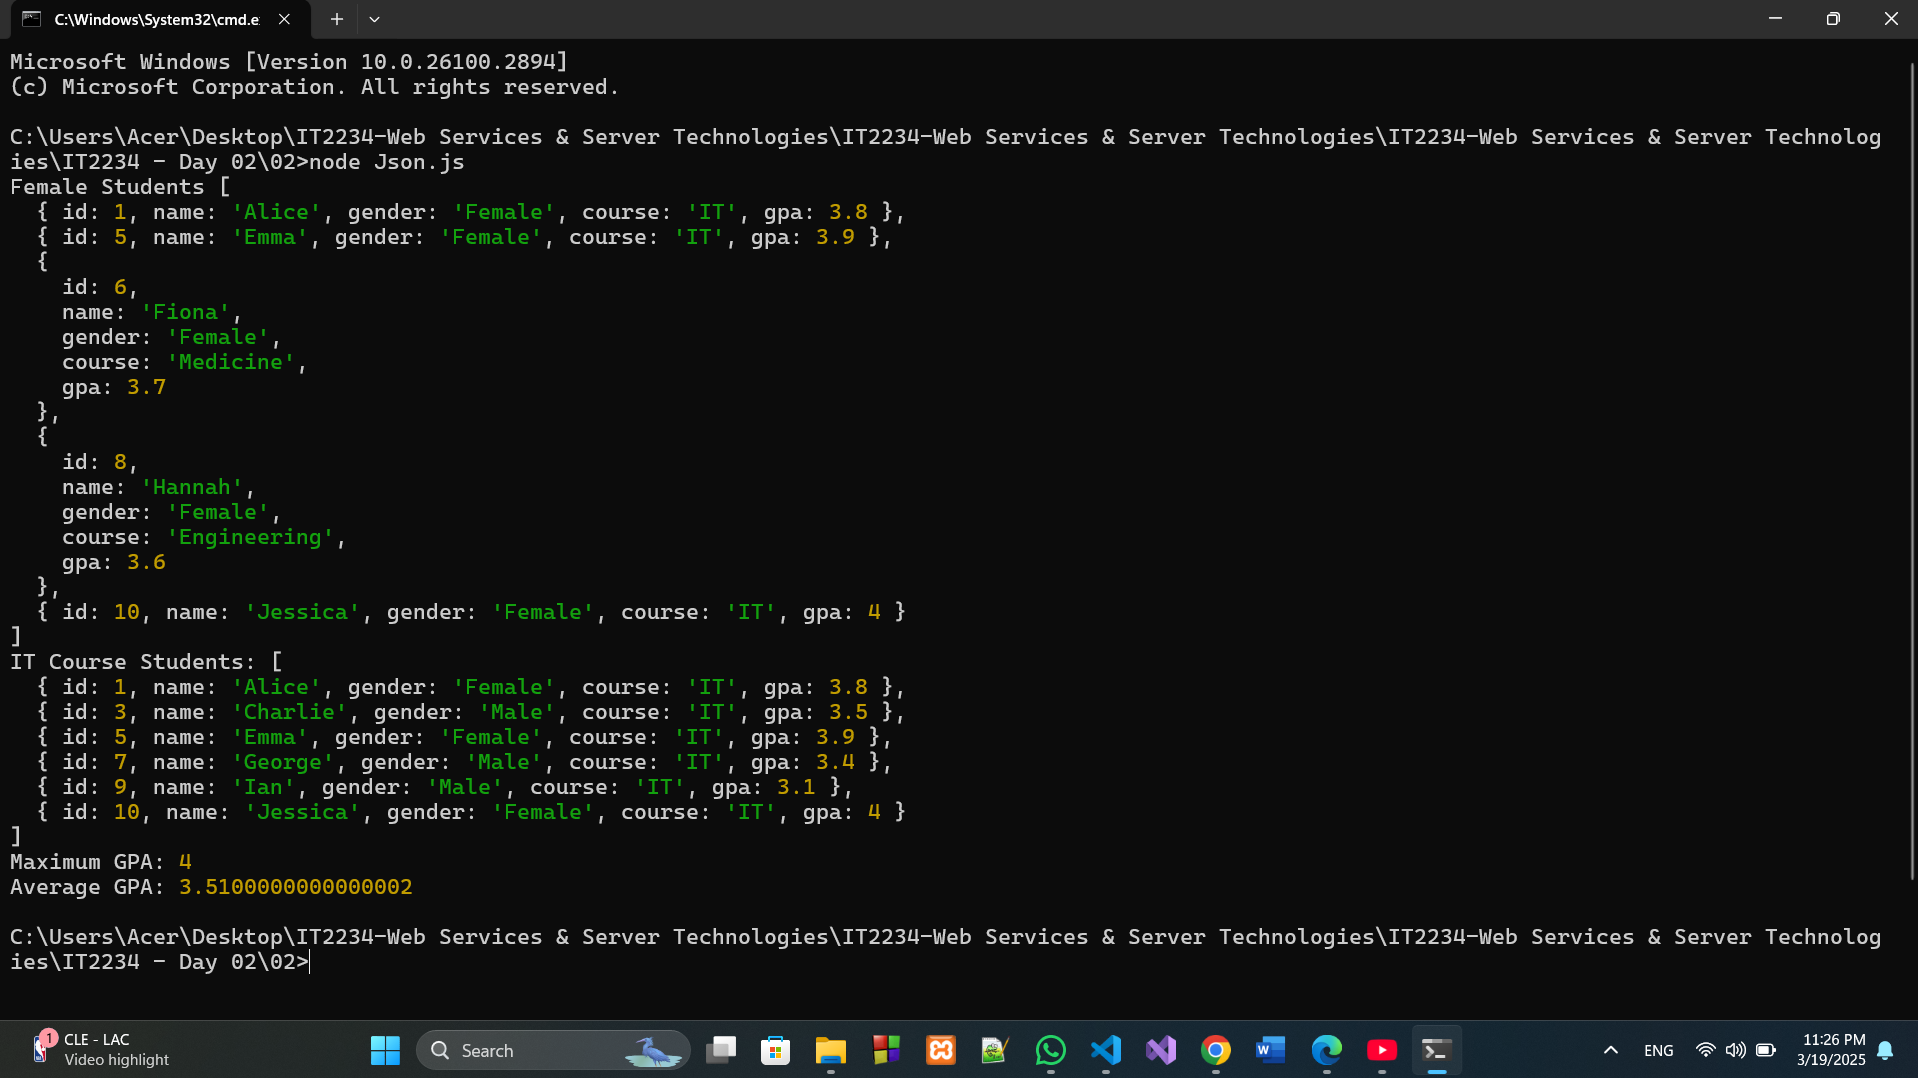 C:\Windows\System32\cmd.e
Microsoft Windows [Version 10.0.26100.2894]
(c) Microsoft Corporation. All rights reserved.
C:\Users\Acer\Desktop\IT2234-Web Services & Server Technologies\IT2234-Web Services & Server Technologies\IT2234-Web Services & Server Technolog
ies\IT2234 - Day 02\02>node Json.js
Female Students [
  { id: 1, name: 'Alice', gender: 'Female', course: 'IT', gpa: 3.8 },
  { id: 5, name: 'Emma', gender: 'Female', course: 'IT', gpa: 3.9 },
  {
    id: 6,
    name: 'Fiona',
    gender: 'Female',
    course: 'Medicine',
    gpa: 3.7
  },
  {
    id: 8,
    name: 'Hannah',
    gender: 'Female',
    course: 'Engineering',
    gpa: 3.6
  },
  { id: 10, name: 'Jessica', gender: 'Female', course: 'IT', gpa: 4 }
]
IT Course Students: [
  { id: 1, name: 'Alice', gender: 'Female', course: 'IT', gpa: 3.8 },
  { id: 3, name: 'Charlie', gender: 'Male', course: 'IT', gpa: 3.5 },
  { id: 5, name: 'Emma', gender: 'Female', course: 'IT', gpa: 3.9 },
  { id: 7, name: 'George', gender: 'Male', course: 'IT', gpa: 3.4 },
  { id: 9, name: 'Ian', gender: 'Male', course: 'IT', gpa: 3.1 },
  { id: 10, name: 'Jessica', gender: 'Female', course: 'IT', gpa: 4 }
]
Maximum GPA: 4
Average GPA: 3.5100000000000002
C:\Users\Acer\Desktop\IT2234-Web Services & Server Technologies\IT2234-Web Services & Server Technologies\IT2234-Web Services & Server Technolog
ies\IT2234 - Day 02\02>
1
CLE - LAC
Video highlight
Search
ENG
11:26 PM
3/19/2025